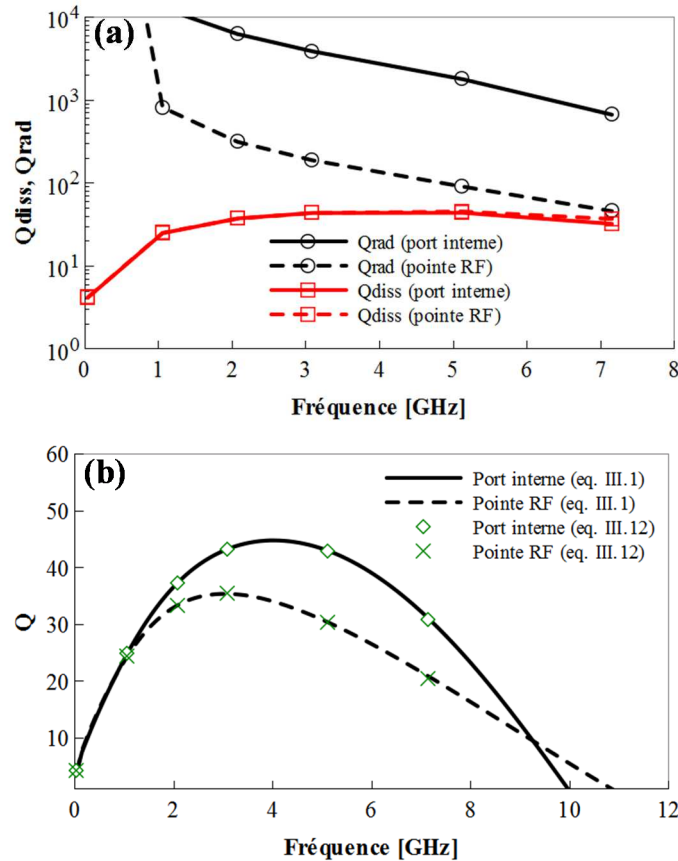 (a)
10⁴
10³
10²
10¹
10⁰
Qdiss, Qrad
Qrad (port interne)
Qrad (pointe RF)
Qdiss (port interne)
Qdiss (pointe RF)
0 1 2 3 4 5 6 7 8
Fréquence [GHz]
(b)
60
50
40
30
20
10
Q
Port interne (eq. III.1)
Pointe RF (eq. III.1)
Port interne (eq. III.12)
Pointe RF (eq. III.12)
0 2 4 6 8 10 12
Fréquence [GHz]